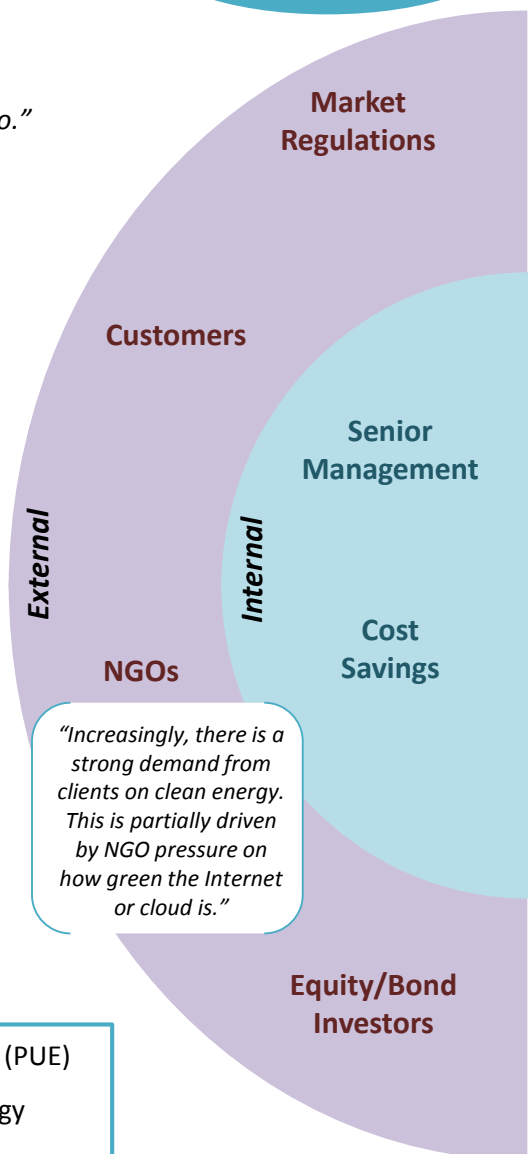 o.”
Market
Regulations
Customers
Senior
Management
External
Internal
Cost
Savings
NGOs
“Increasingly, there is a
strong demand from
clients on clean energy.
This is partially driven
by NGO pressure on
how green the Internet
or cloud is.”
Equity/Bond
Investors
(PUE)
gy